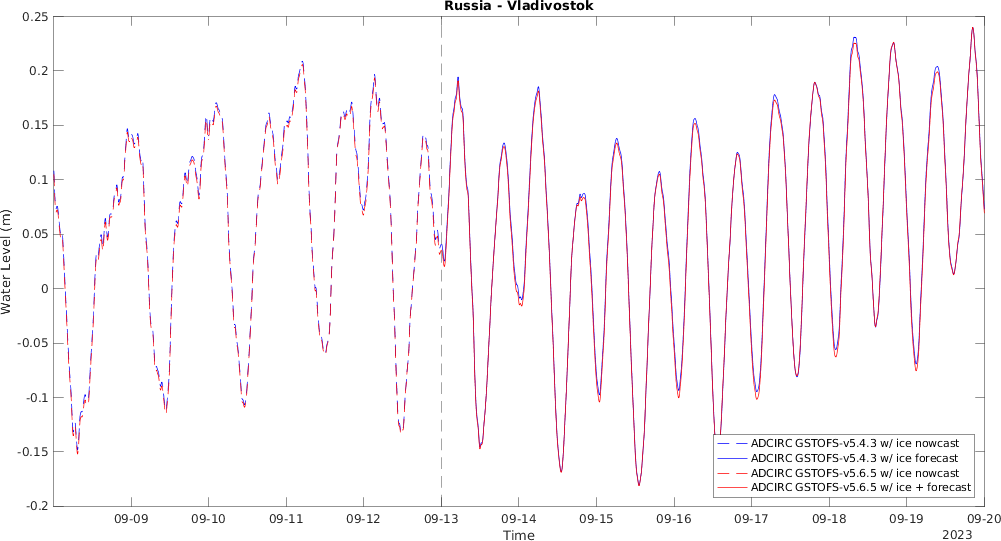 Russia - Vladivostok
0.25
0.2
0.15
0.1
0.05
0
-0.05
-0.1
-0.15
-0.2
Water Level (m)
ADCIRC GSTOFS-v5.4.3 w/ ice nowcast
ADCIRC GSTOFS-v5.4.3 w/ ice forecast
ADCIRC GSTOFS-v5.6.5 w/ ice nowcast
ADCIRC GSTOFS-v5.6.5 w/ ice + forecast
09-09 09-10 09-11 09-12 09-13 09-14 09-15 09-16 09-17 09-18 09-19 09-20
Time
2023